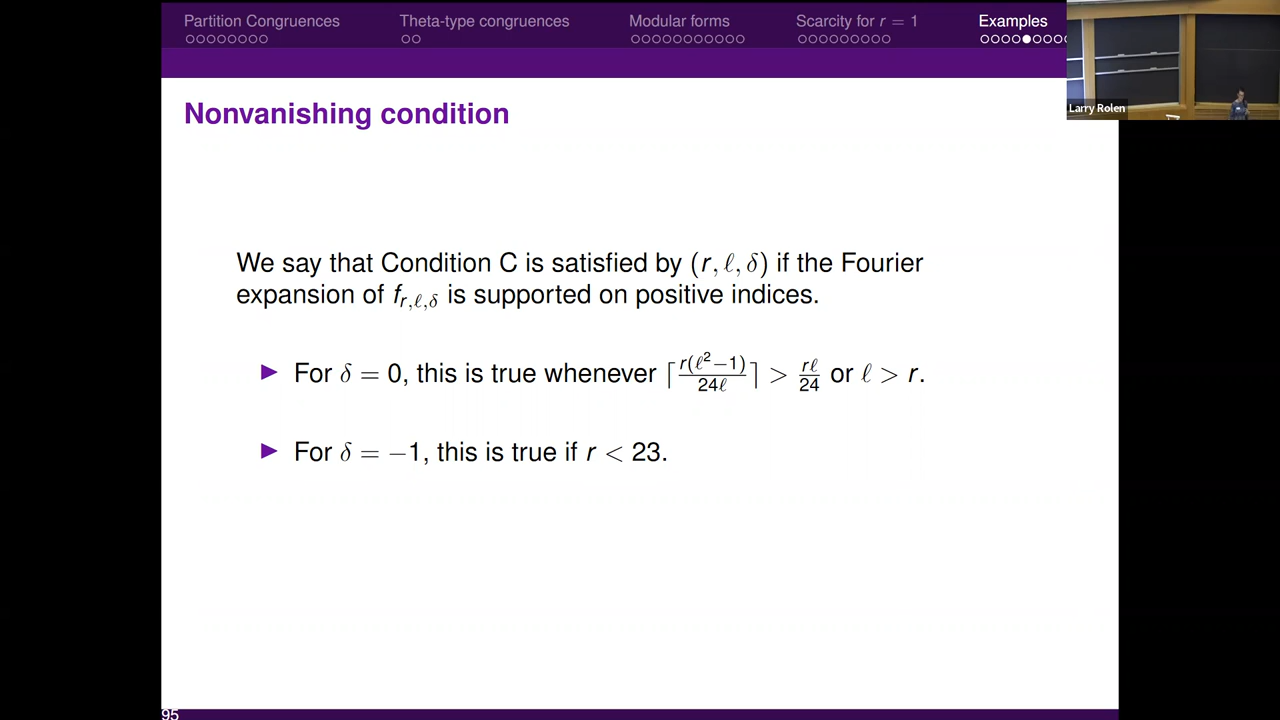 Partition Congruences Theta-type congruences Modular forms Scarcity for r = 1 Examples
Larry Rolen
Nonvanishing condition
We say that Condition C is satisfied by (r, ℓ, δ) if the Fourier
expansion of f_{r,ℓ,δ} is supported on positive indices.
For δ = 0, this is true whenever ⌈r(ℓ²−1)/24ℓ⌉ > rℓ/24 or ℓ > r.
For δ = −1, this is true if r < 23.
95